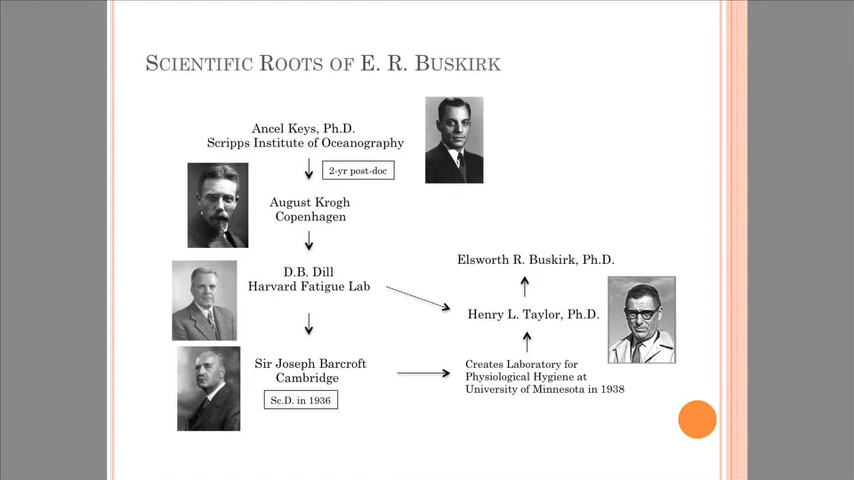 SCIENTIFIC ROOTS OF E. R. BUSKIRK
Ancel Keys, Ph.D.
Scripps Institute of Oceanography
2-yr post-doc
August Krogh
Copenhagen
D.B. Dill
Harvard Fatigue Lab
Sir Joseph Barcroft
Cambridge
Sc.D. in 1936
Creates Laboratory for
Physiological Hygiene at
University of Minnesota in 1938
Henry L. Taylor, Ph.D.
Elsworth R. Buskirk, Ph.D.